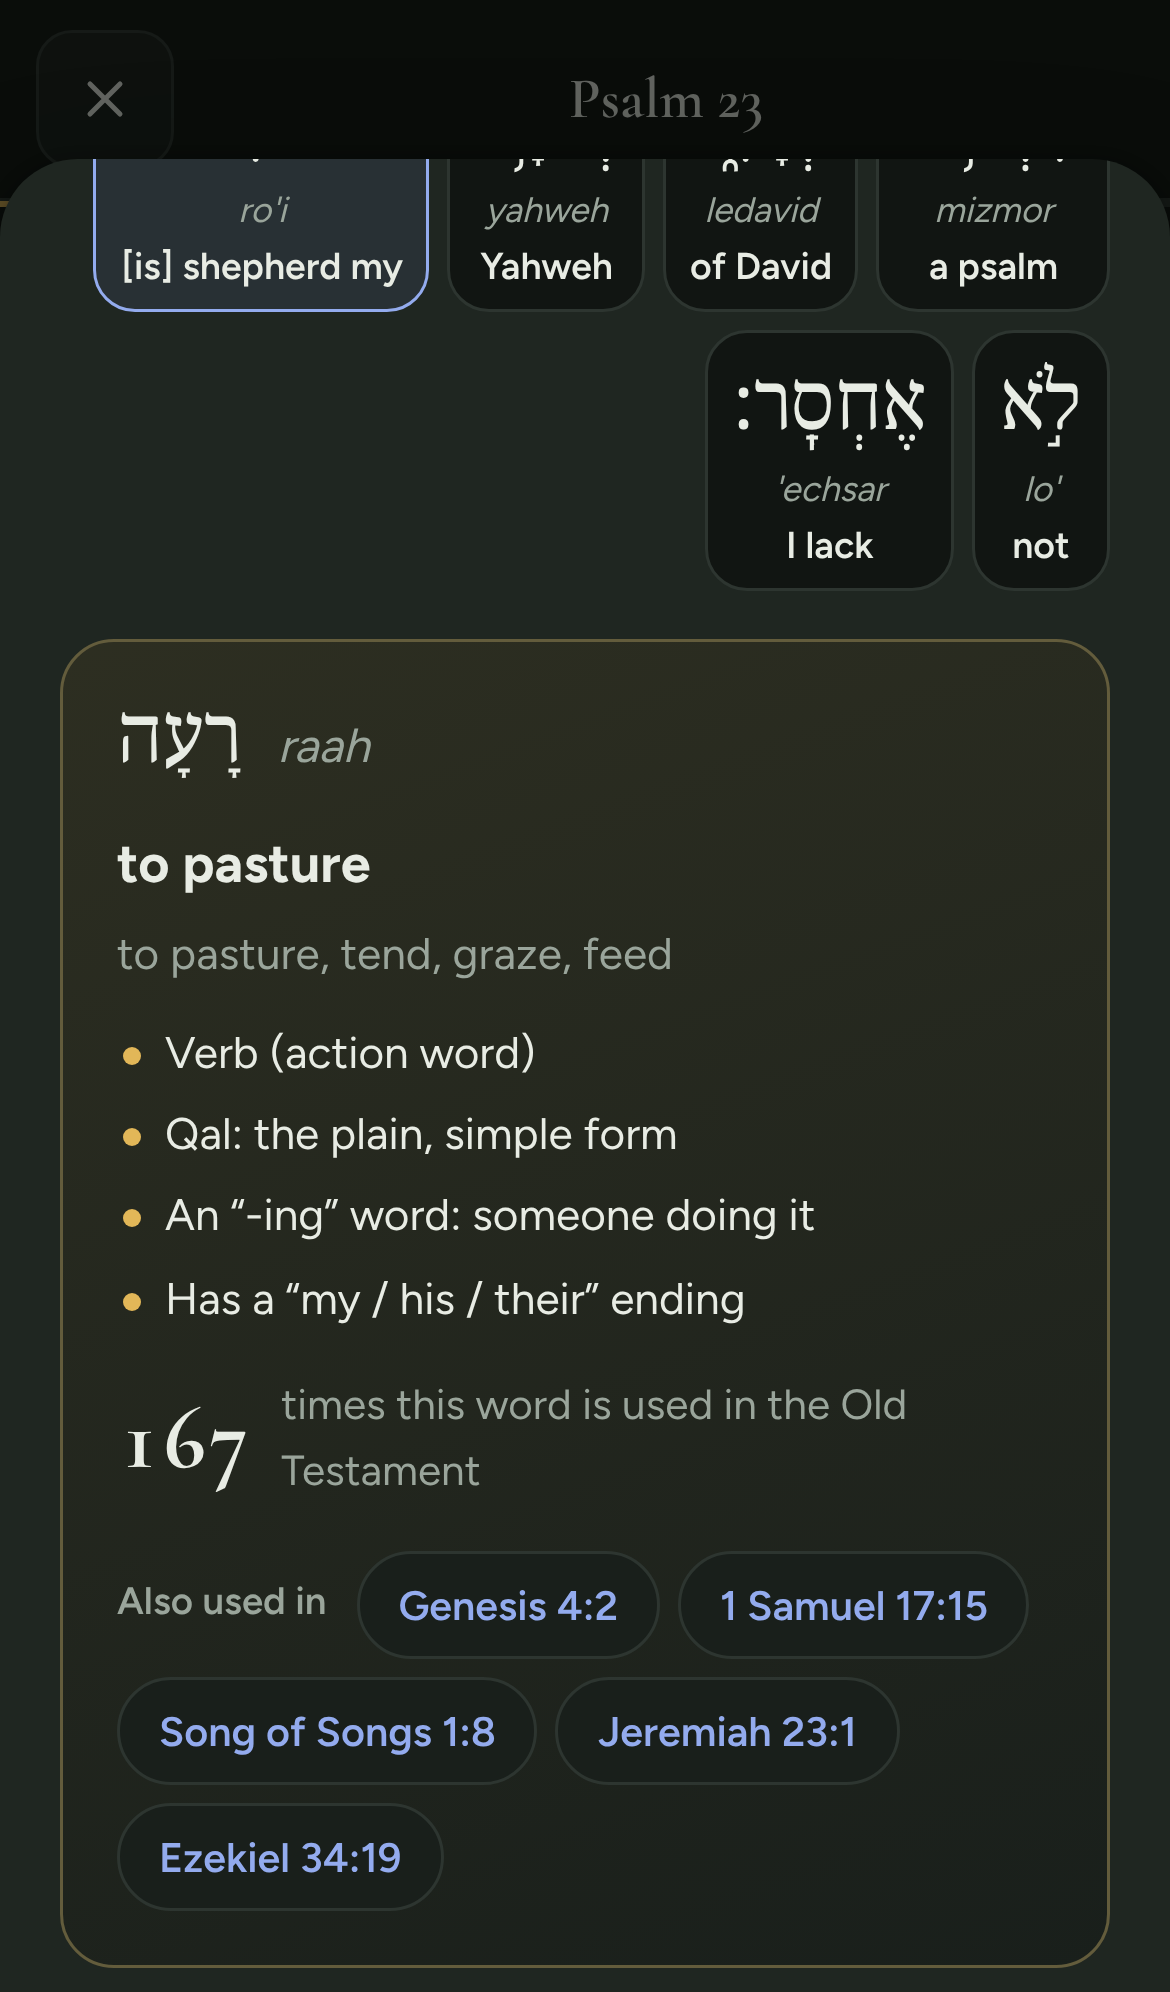 Psalm 23
ro'i yahweh ledavid mizmor
[is] shepherd my Yahweh of David a psalm
לֹ֣א אֶחְסָֽר׃
'echsar lo'
I lack not
רָעָה raah
to pasture
to pasture, tend, graze, feed
Verb (action word)
Qal: the plain, simple form
An “-ing” word: someone doing it
Has a “my / his / their” ending
167 times this word is used in the Old
Testament
Also used in Genesis 4:2 1 Samuel 17:15
Song of Songs 1:8 Jeremiah 23:1
Ezekiel 34:19